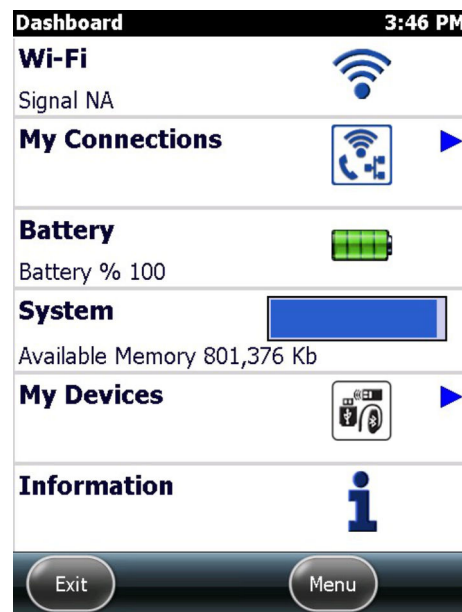 Dashboard 3:46 PM
Wi-Fi
Signal NA
My Connections
Battery
Battery % 100
System
Available Memory 801,376 Kb
My Devices
Information
Exit Menu